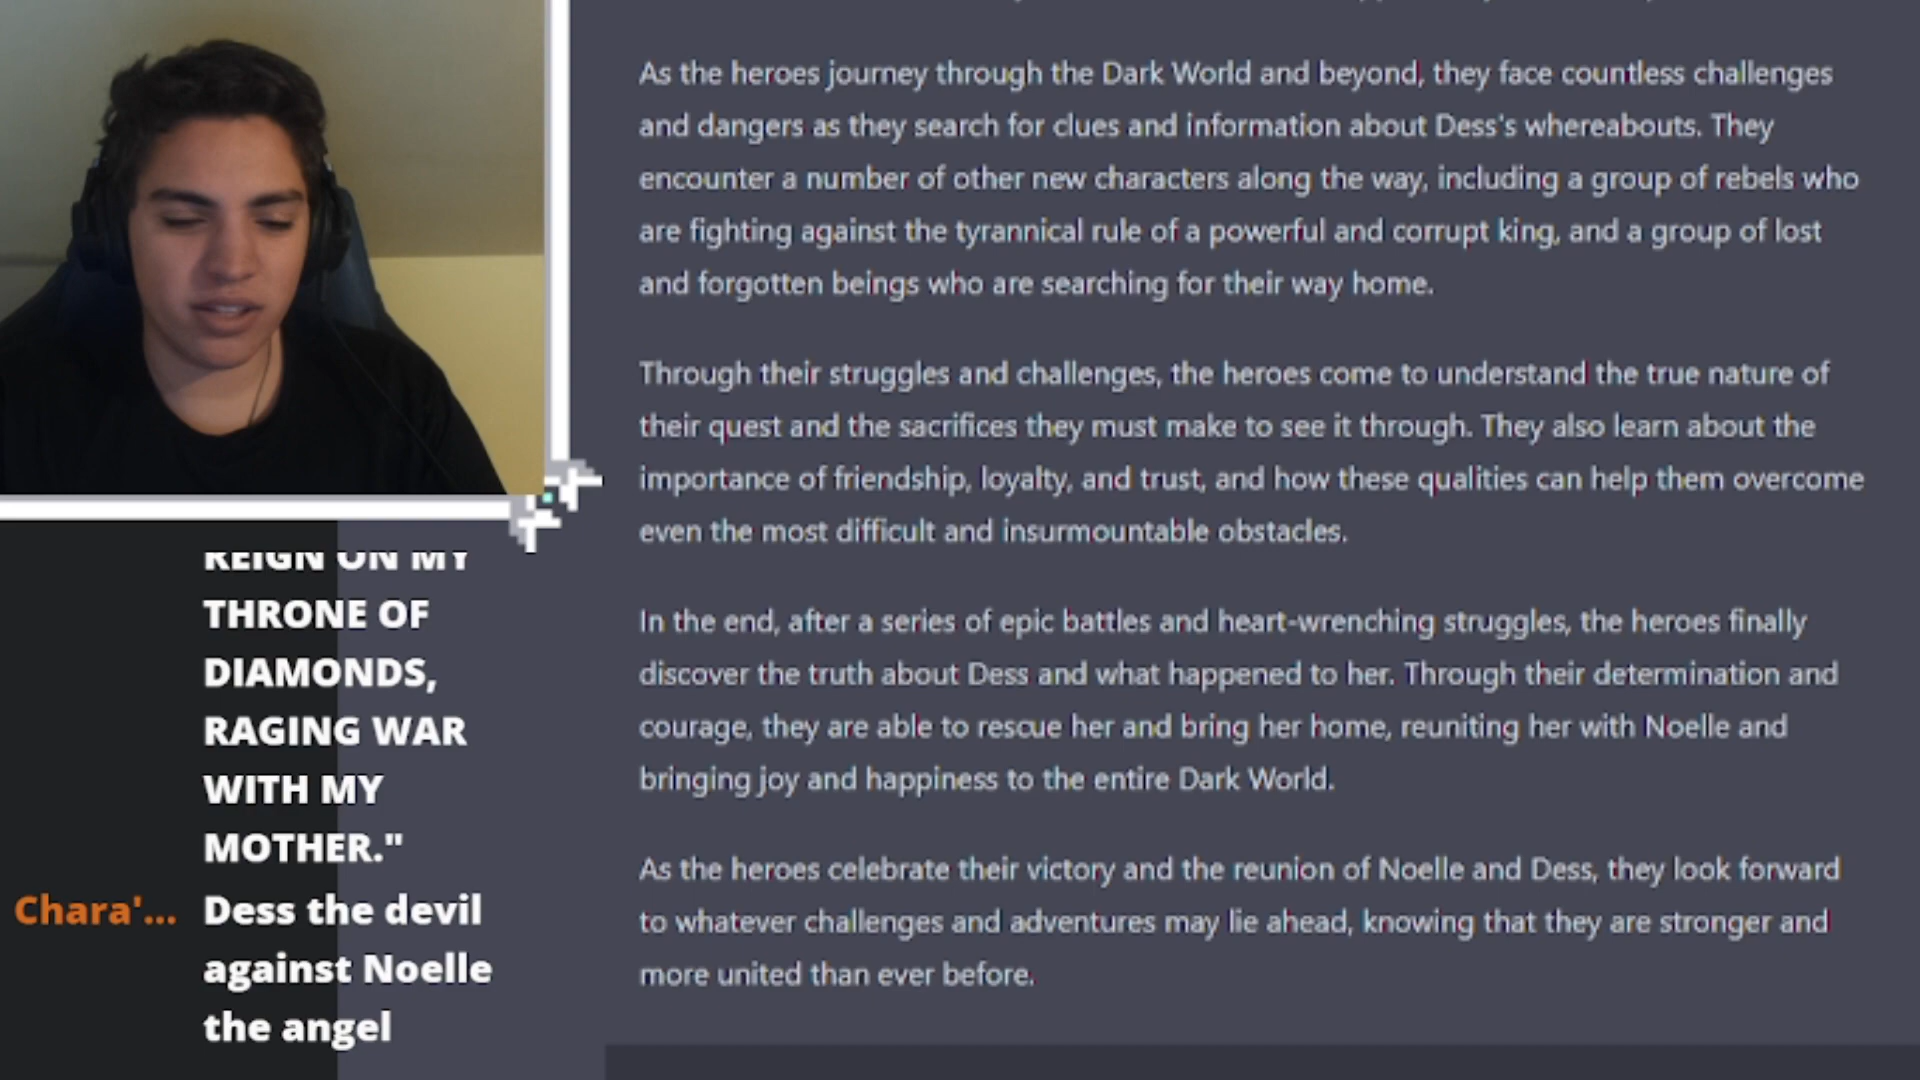 As the heroes journey through the Dark World and beyond, they face countless challenges
and dangers as they search for clues and information about Dess's whereabouts. They
encounter a number of other new characters along the way, including a group of rebels who
are fighting against the tyrannical rule of a powerful and corrupt king, and a group of lost
and forgotten beings who are searching for their way home.
Through their struggles and challenges, the heroes come to understand the true nature of
their quest and the sacrifices they must make to see it through. They also learn about the
importance of friendship, loyalty, and trust, and how these qualities can help them overcome
even the most difficult and insurmountable obstacles.
In the end, after a series of epic battles and heart-wrenching struggles, the heroes finally
discover the truth about Dess and what happened to her. Through their determination and
courage, they are able to rescue her and bring her home, reuniting her with Noelle and
bringing joy and happiness to the entire Dark World.
As the heroes celebrate their victory and the reunion of Noelle and Dess, they look forward
to whatever challenges and adventures may lie ahead, knowing that they are stronger and
more united than ever before.
REIGN ON MY
THRONE OF
DIAMONDS,
RAGING WAR
WITH MY
MOTHER."
Chara'... Dess the devil
against Noelle
the angel